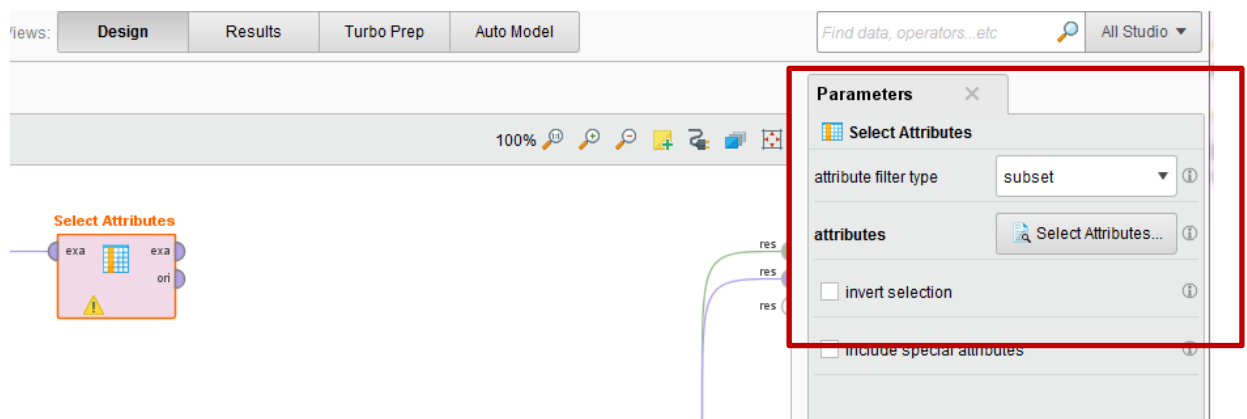 Views: Design Results Turbo Prep Auto Model Find data, operators...etc All Studio
Parameters
100%
Select Attributes
attribute filter type subset
Select Attributes
exa exa
ori
attributes Select Attributes...
res
res
res
invert selection
include special attributes